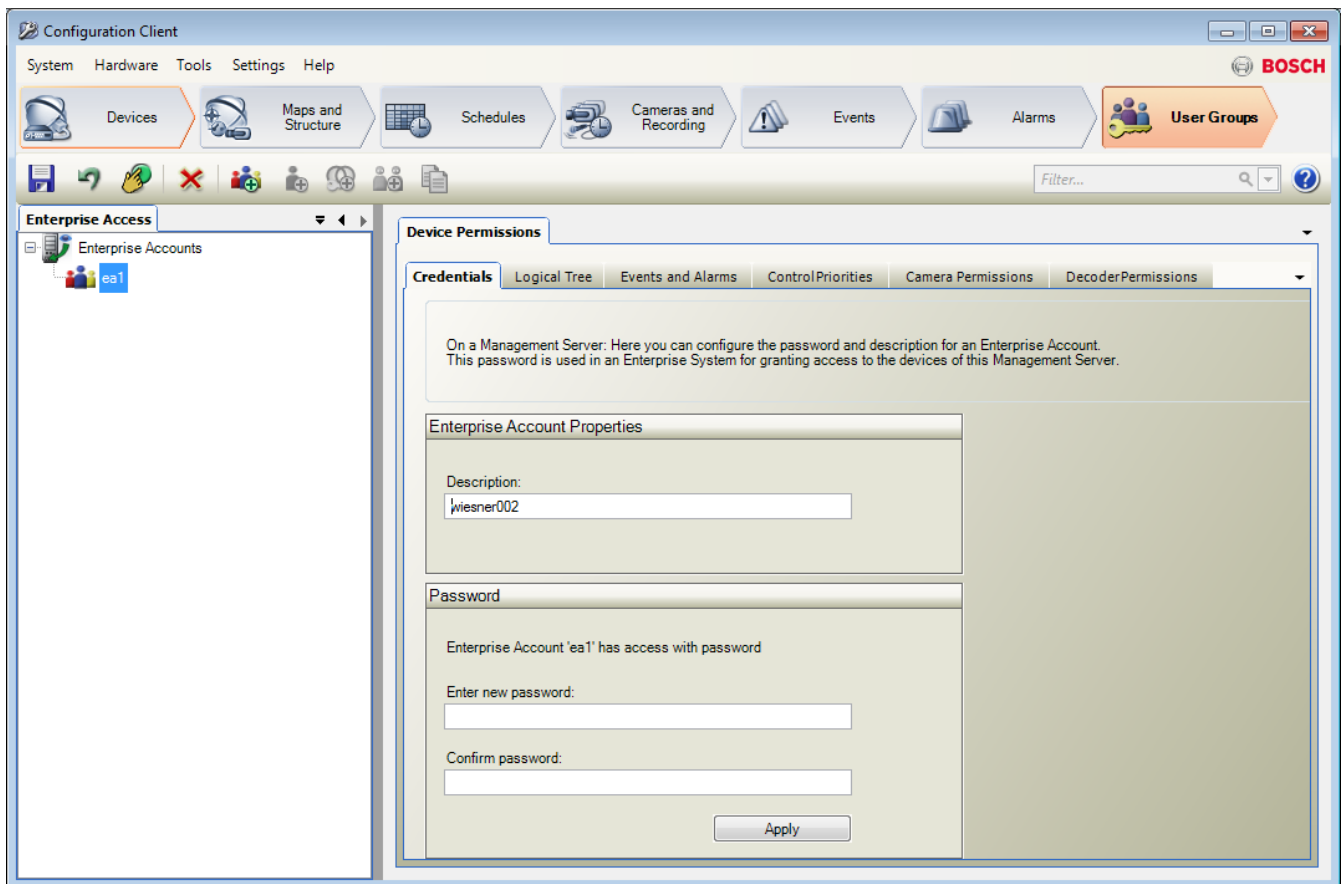 Configuration Client
System Hardware Tools Settings Help
BOSCH
Devices
Maps and
Structure
Schedules
Cameras and
Recording
Events
Alarms
User Groups
Filter...
Enterprise Access
Enterprise Accounts
ea1
Device Permissions
Credentials Logical Tree Events and Alarms ControlPriorities Camera Permissions DecoderPermissions
On a Management Server: Here you can configure the password and description for an Enterprise Account.
This password is used in an Enterprise System for granting access to the devices of this Management Server.
Enterprise Account Properties
Description:
wiesner002
Password
Enterprise Account 'ea1' has access with password
Enter new password:
Confirm password:
Apply